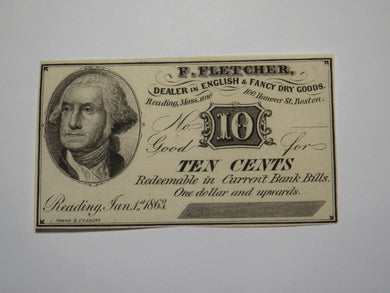 F. FLETCHER,
DEALER IN ENGLISH & FANCY DRY GOODS.
Reading, Mass. and 100 Hanover St. Boston.
No.
10
Good for
TEN CENTS
Redeemable in Current Bank Bills.
One dollar and upwards.
Reading, Jan. 1st 1863.